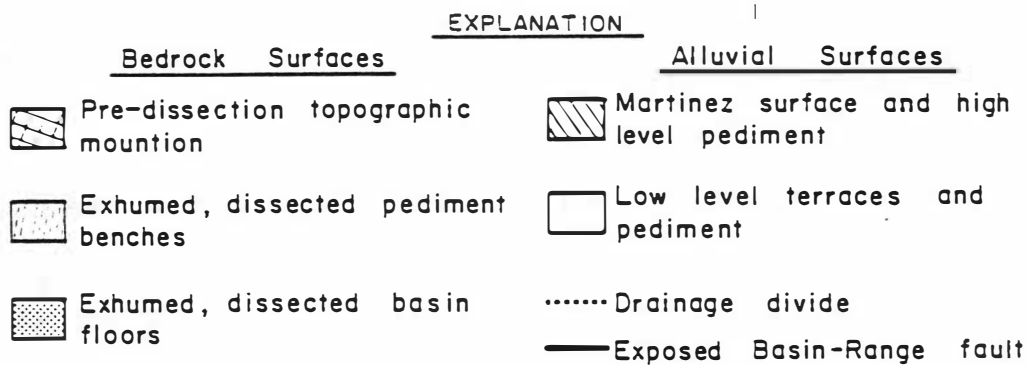 EXPLANATION
Bedrock Surfaces
Pre-dissection topographic
mountion
Exhumed, dissected pediment
benches
Exhumed, dissected basin
floors
Alluvial Surfaces
Martinez surface and high
level pediment
Low level terraces and
pediment
Drainage divide
Exposed Basin-Range fault